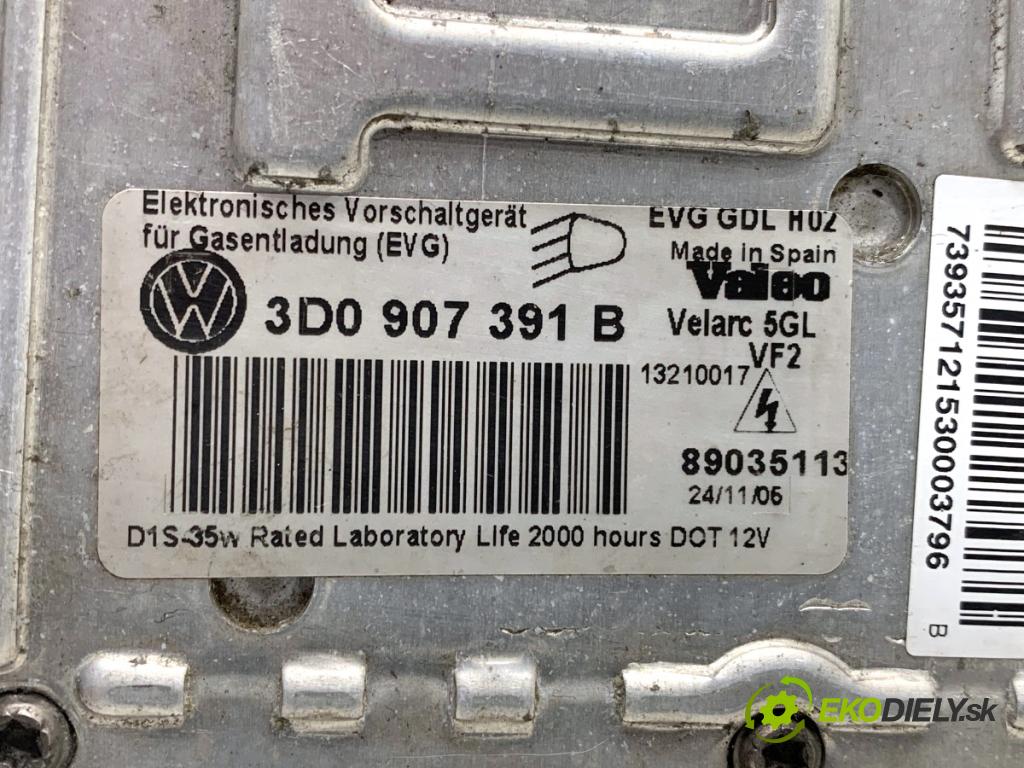 Elektronisches Vorschaltgerät
für Gasentladung (EVG)
EVG GDL H02
Made in Spain
Valeo
3D0 907 391 B
Velarc 5GL
VF2
13210017
89035113
24/11/06
D1S-35w Rated Laboratory Life 2000 hours DOT 12V
7393571215300003796
B
EKODIELY.sk